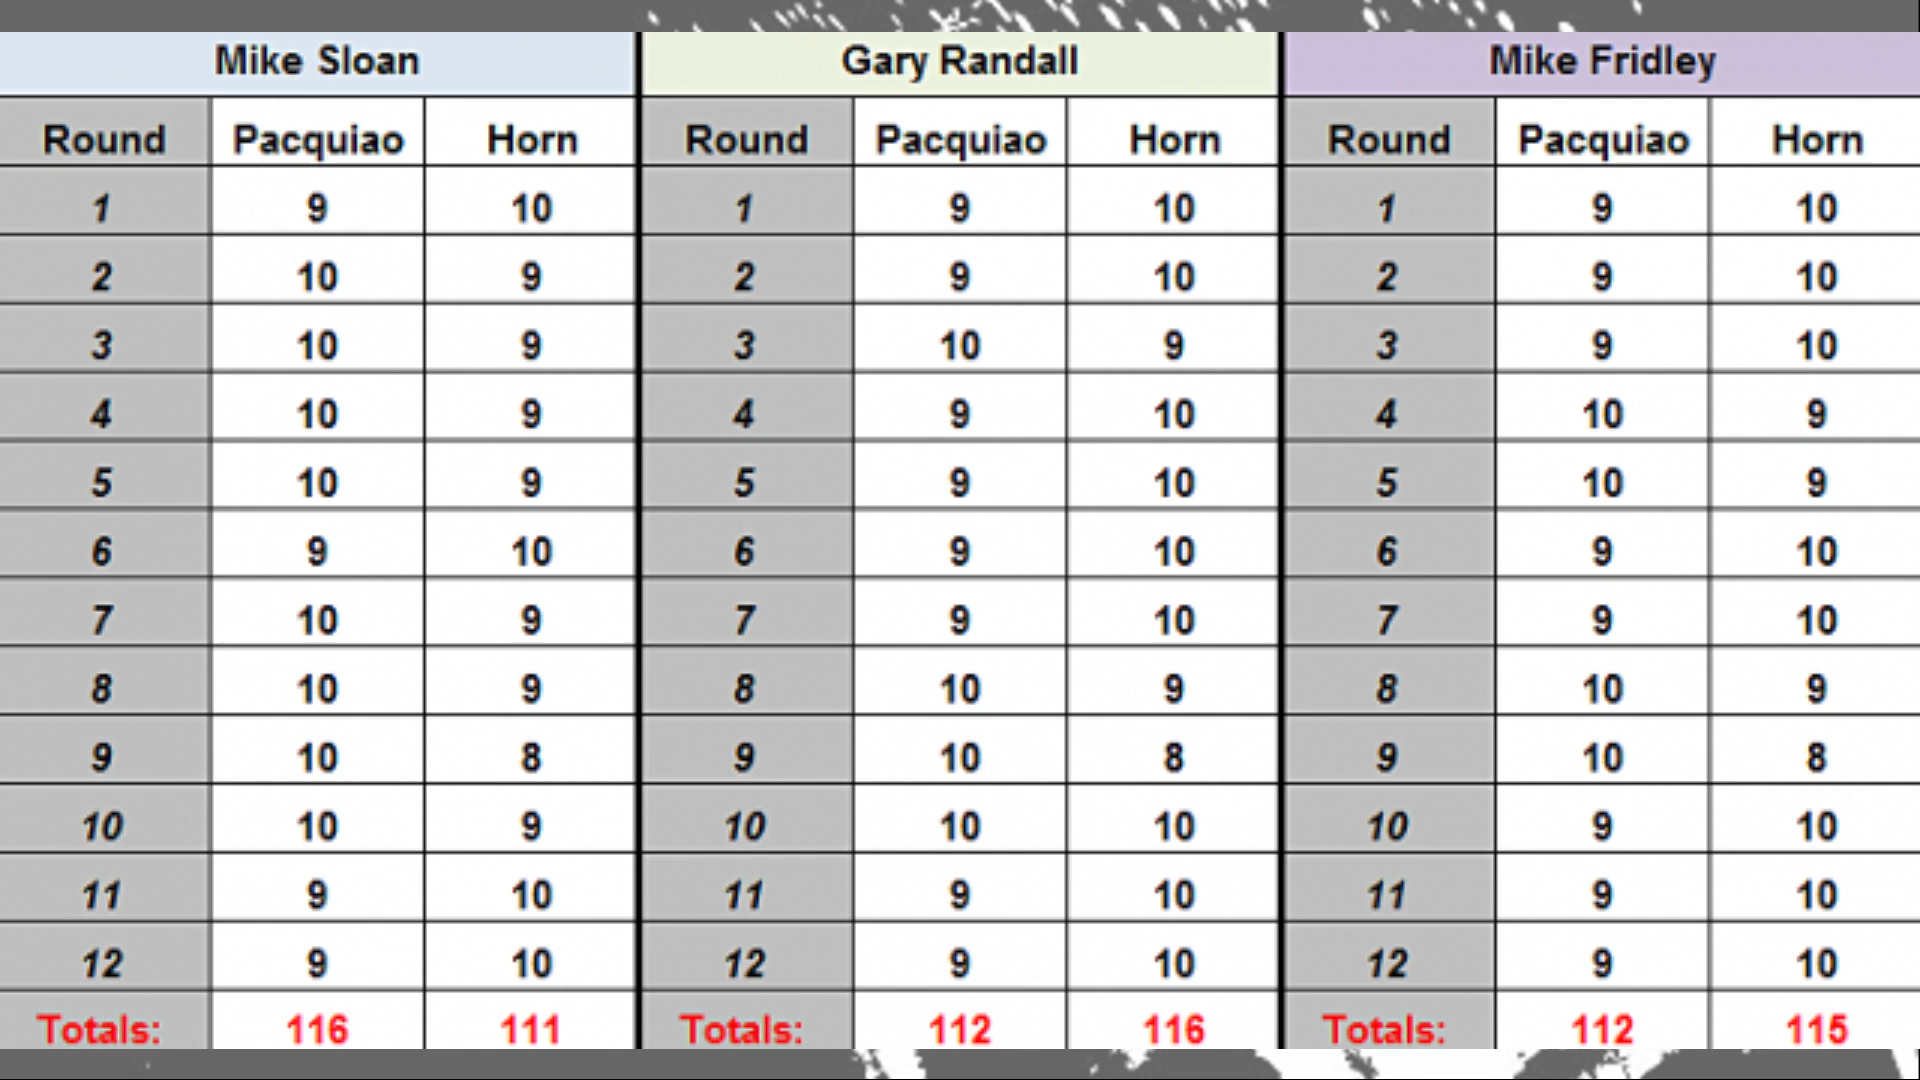 Mike Sloan Gary Randall Mike Fridley
Round Pacquiao Horn Round Pacquiao Horn Round Pacquiao Horn
1 9 10 1 9 10 1 9 10
2 10 9 2 9 10 2 9 10
3 10 9 3 10 9 3 9 10
4 10 9 4 9 10 4 10 9
5 10 9 5 9 10 5 10 9
6 9 10 6 9 10 6 9 10
7 10 9 7 9 10 7 9 10
8 10 9 8 10 9 8 10 9
9 10 8 9 10 8 9 10 8
10 10 9 10 10 10 10 9 10
11 9 10 11 9 10 11 9 10
12 9 10 12 9 10 12 9 10
Totals: 116 111 Totals: 112 116 Totals: 112 115